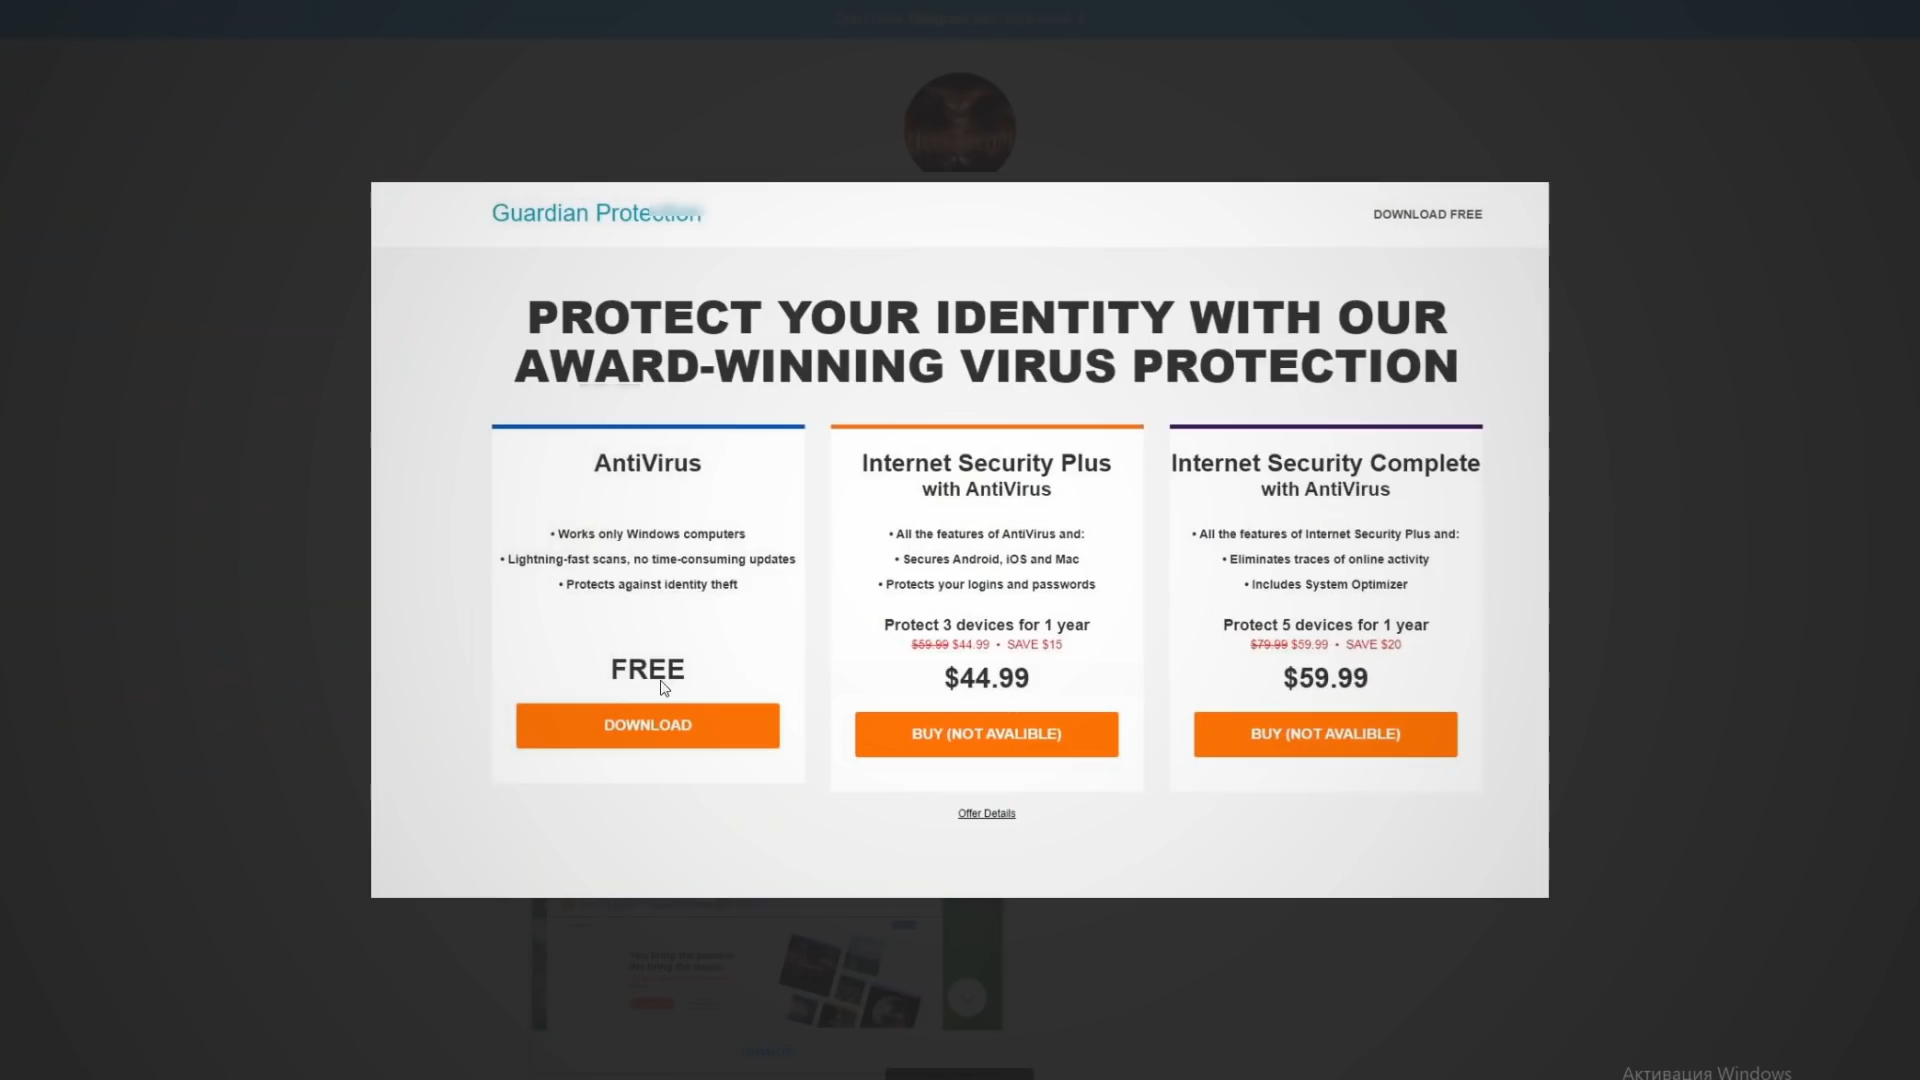 Guardian Protection
DOWNLOAD FREE
PROTECT YOUR IDENTITY WITH OUR
AWARD-WINNING VIRUS PROTECTION
AntiVirus
• Works only Windows computers
• Lightning-fast scans, no time-consuming updates
• Protects against identity theft
FREE
DOWNLOAD
Internet Security Plus
with AntiVirus
• All the features of AntiVirus and:
• Secures Android, iOS and Mac
• Protects your logins and passwords
Protect 3 devices for 1 year
$59.99 $44.99 • SAVE $15
$44.99
BUY (NOT AVALIBLE)
Internet Security Complete
with AntiVirus
• All the features of Internet Security Plus and:
• Eliminates traces of online activity
• Includes System Optimizer
Protect 5 devices for 1 year
$79.99 $59.99 • SAVE $20
$59.99
BUY (NOT AVALIBLE)
Offer Details
Активация Windows